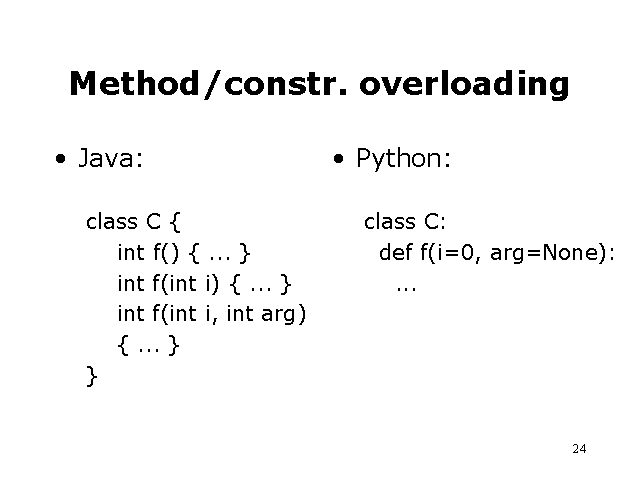 Method/constr. overloading
• Java:
class C {
int f() { ... }
int f(int i) { ... }
int f(int i, int arg)
{ ... }
}
• Python:
class C:
def f(i=0, arg=None):
...
24